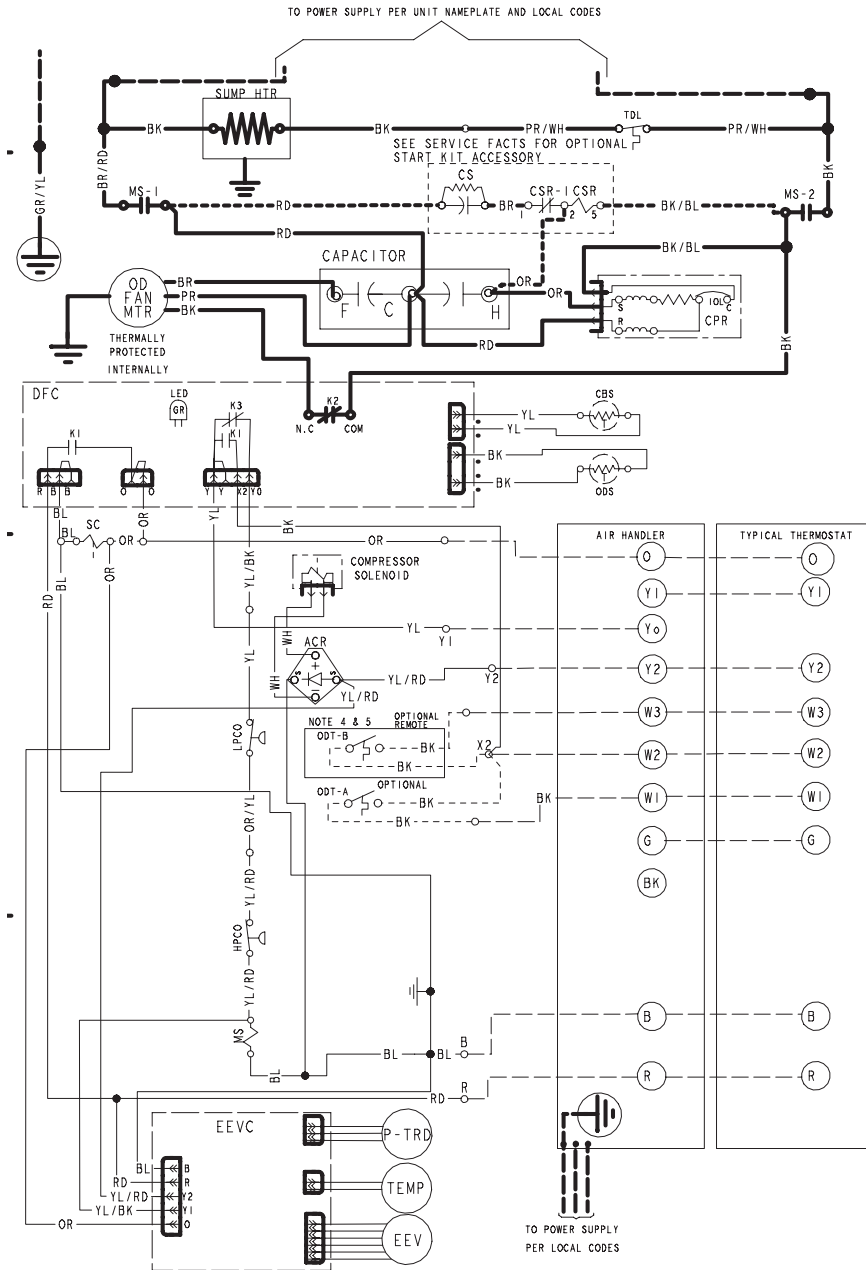 TO POWER SUPPLY PER UNIT NAMEPLATE AND LOCAL CODES
SUMP HTR
BK
BK
PR/WH
TDL
PR/WH
SEE SERVICE FACTS FOR OPTIONAL
START KIT ACCESSORY
BR/RD
GR/YL
BK
MS-1
RD
CS
BR
CSR-1 CSR
1
2
5
BK/BL
MS-2
RD
BK/BL
CAPACITOR
OD
FAN
MTR
BR
PR
BK
F
C
H
OR
OR
S
R
IOL
C
CPR
RD
BK
THERMALLY
PROTECTED
INTERNALLY
DFC
LED
GR
K3
K1
K1
K2
N.C
COM
YL
YL
CBS
BK
BK
ODS
R
B
B
O
O
Y
Y
X2
YO
BL
OR
YL
BK
BL
SC
OR
OR
YL/BK
COMPRESSOR
SOLENOID
RD
BL
OR
AIR HANDLER
TYPICAL THERMOSTAT
O
O
Y1
Y1
YL
Y1
Yo
YL
WH
WH
ACR
+
S
S
−
YL/RD
YL/RD
Y2
Y2
Y2
LPCO
NOTE 4 & 5
OPTIONAL
REMOTE
ODT-B
BK
BK
X2
W3
W3
W2
W2
ODT-A
OPTIONAL
BK
BK
BK
W1
W1
OR/YL
G
G
YL/RD
BK
HPCO
YL/RD
MS
BL
BL
BL
B
B
B
RD
R
R
R
EEVC
P-TRD
TEMP
EEV
BL
B
RD
R
YL/RD
Y2
YL/BK
Y1
OR
O
TO POWER SUPPLY
PER LOCAL CODES